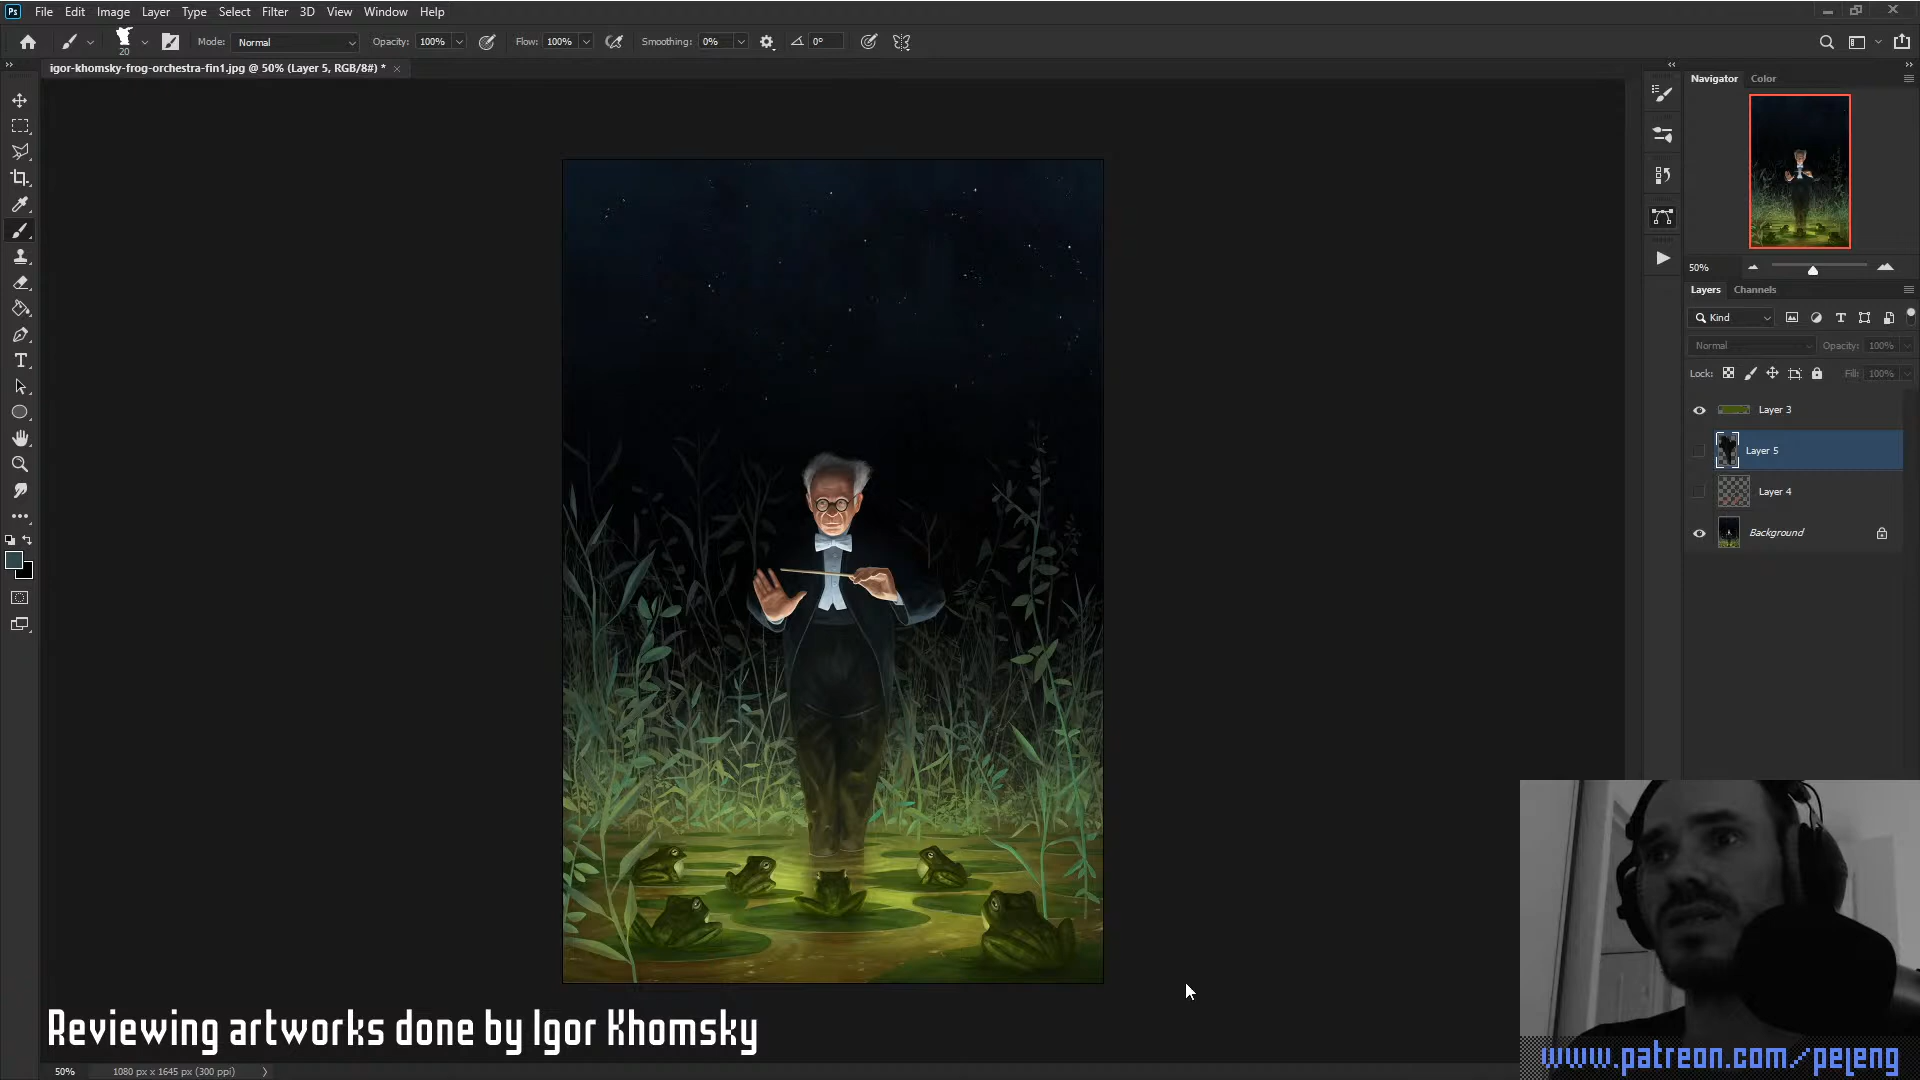 Ps File Edit Image Layer Type Select Filter 3D View Window Help
20 Mode: Normal Opacity: 100% Flow: 100% Smoothing: 0% 0°
igor-khomsky-frog-orchestra-fin1.jpg @ 50% (Layer 5, RGB/8#) *
Navigator Color
50%
Layers Channels
Kind
Normal Opacity: 100%
Lock: Fill: 100%
Layer 3
Layer 5
Layer 4
Background
Reviewing artworks done by Igor Khomsky
www.patreon.com/peleng
50% 1080 px x 1645 px (300 ppi)